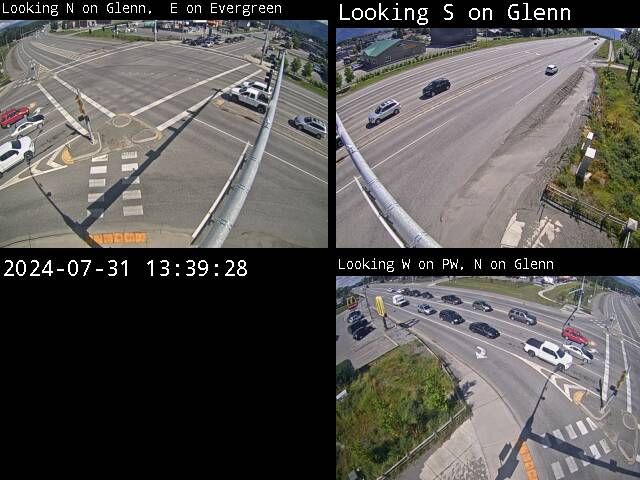 Looking N on Glenn,  E on Evergreen
Looking S on Glenn
2024-07-31 13:39:28
Looking W on PW, N on Glenn